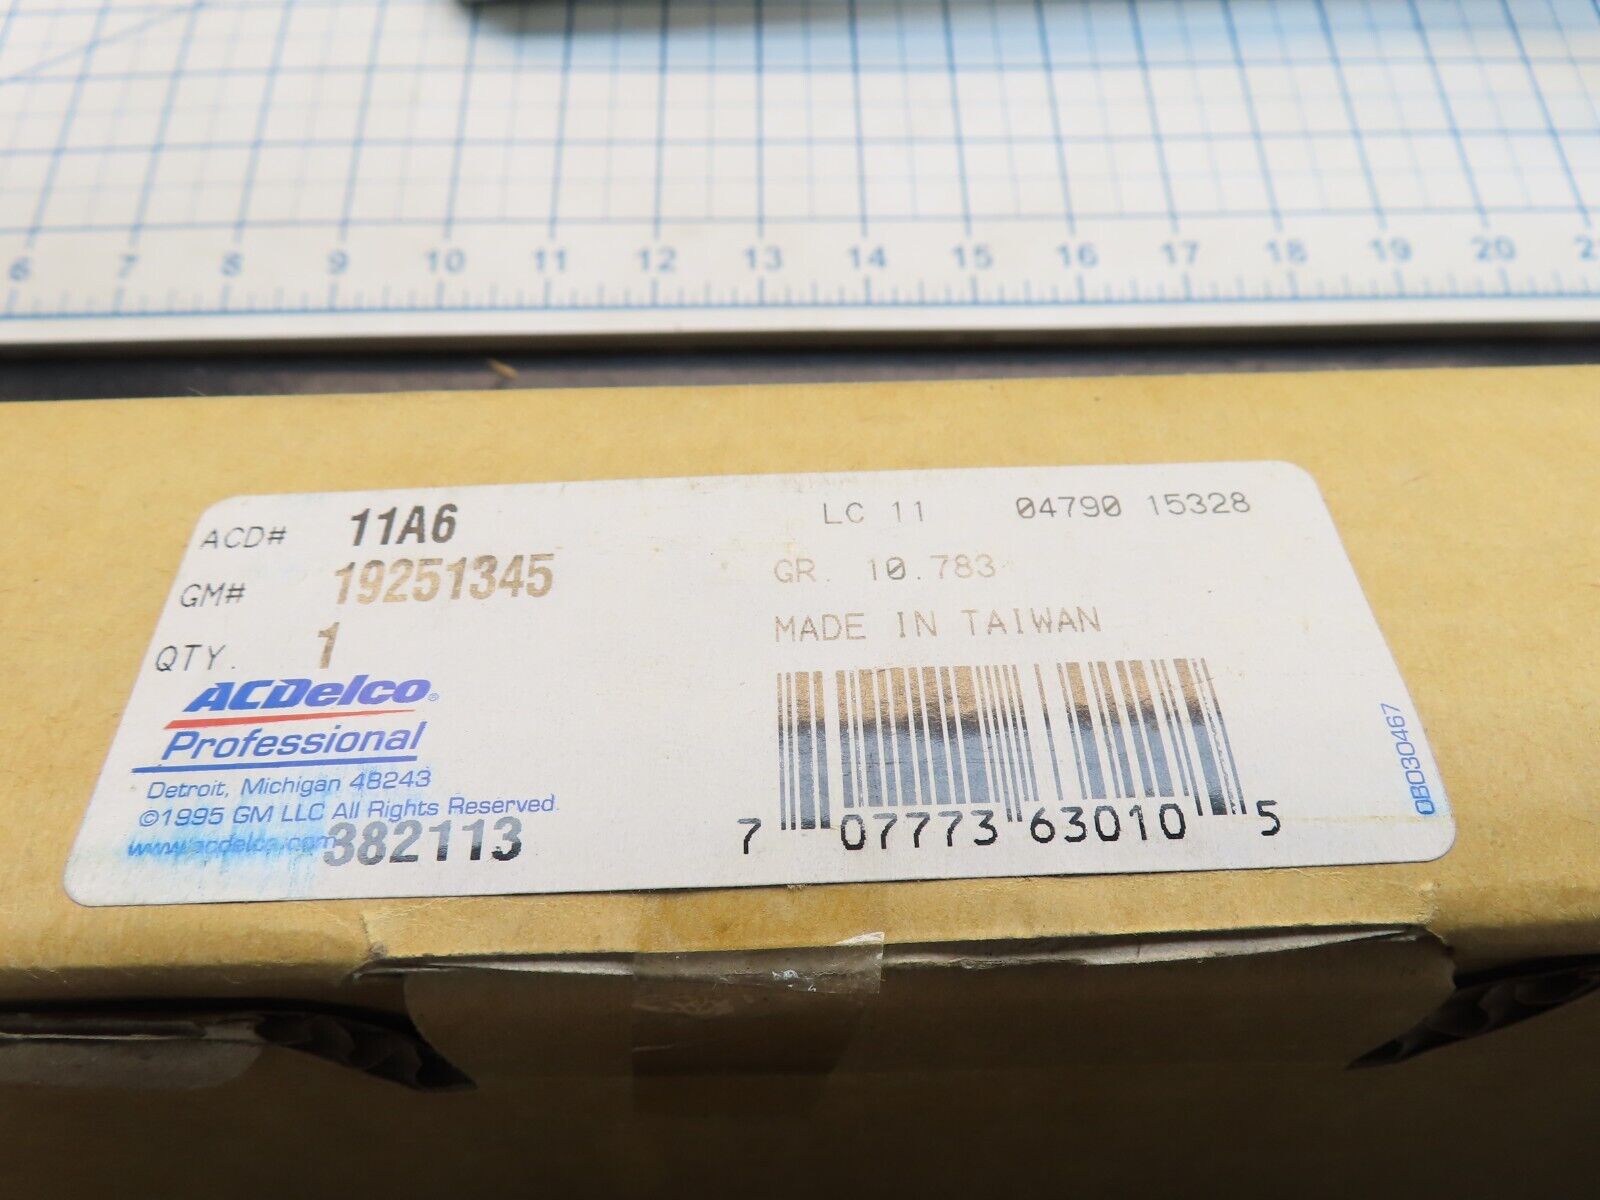 6 7 8 9 10 11 12 13 14 15 16 17 18 19 20
ACD# 11A6
LC 11 04790 15328
GM# 19251345
GR. 10.783
QTY. 1
MADE IN TAIWAN
ACDelco®
Professional
Detroit, Michigan 48243
©1995 GM LLC All Rights Reserved.
www.acdelco.com 382113
7 07773 63010 5
OBO30467